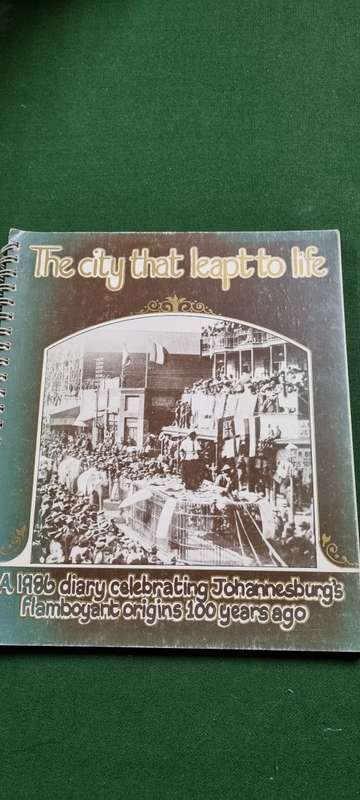 The city that leapt to life
A 1986 diary celebrating Johannesburg's
flamboyant origins 100 years ago